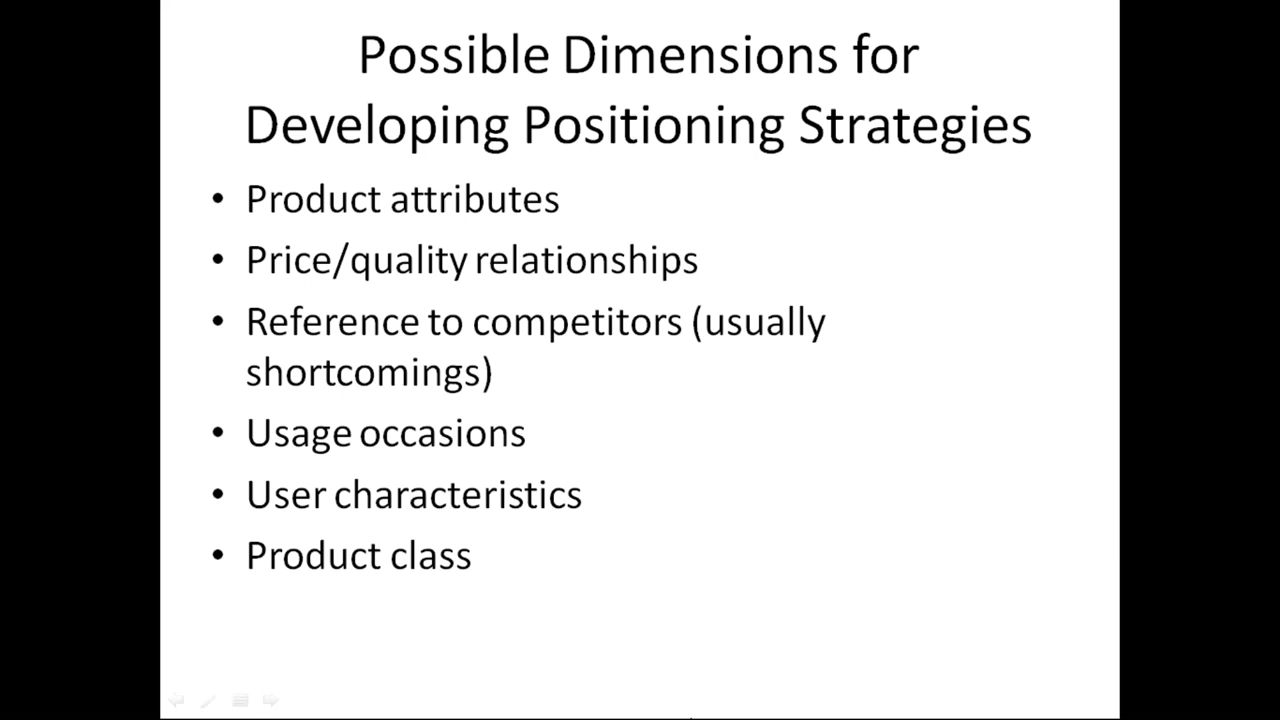 Possible Dimensions for
Developing Positioning Strategies
• Product attributes
• Price/quality relationships
• Reference to competitors (usually
shortcomings)
• Usage occasions
• User characteristics
• Product class